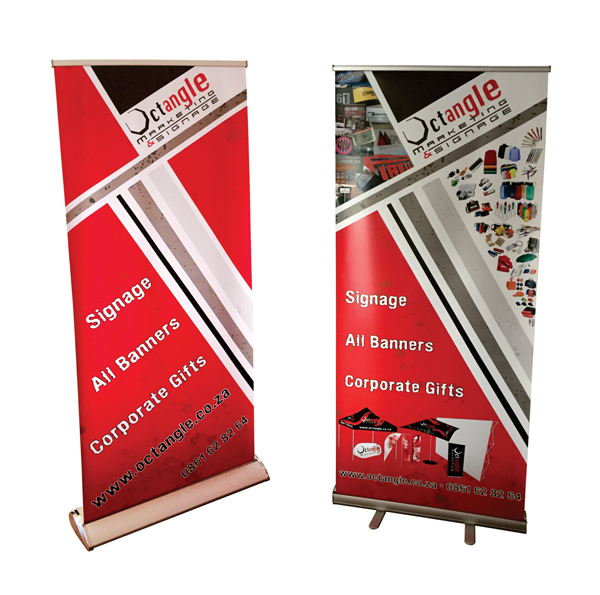 Octangle
MARKETING
& SIGNAGE
Signage
All Banners
Corporate Gifts
www.octangle.co.za
0861 62 82 64
Octangle
MARKETING
& SIGNAGE
Signage
All Banners
Corporate Gifts
www.octangle.co.za - 0861 62 82 64